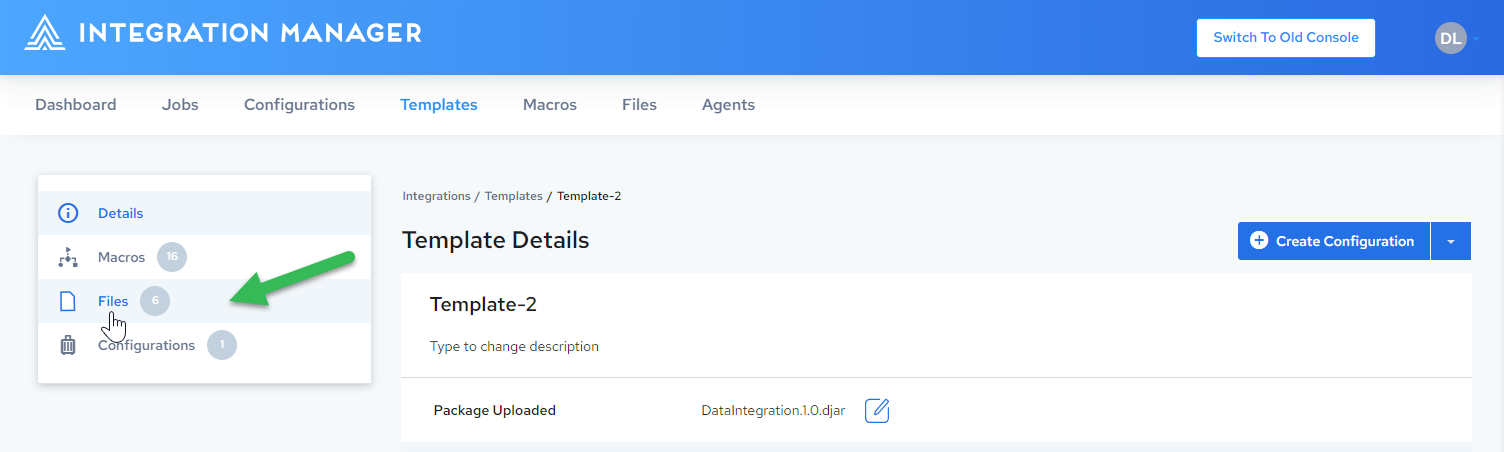 INTEGRATION MANAGER
Switch To Old Console
DL
Dashboard Jobs Configurations Templates Macros Files Agents
Details
Macros 16
Files 6
Configurations 1
Integrations / Templates / Template-2
Template Details
Create Configuration
Template-2
Type to change description
Package Uploaded DataIntegration.1.0.djar